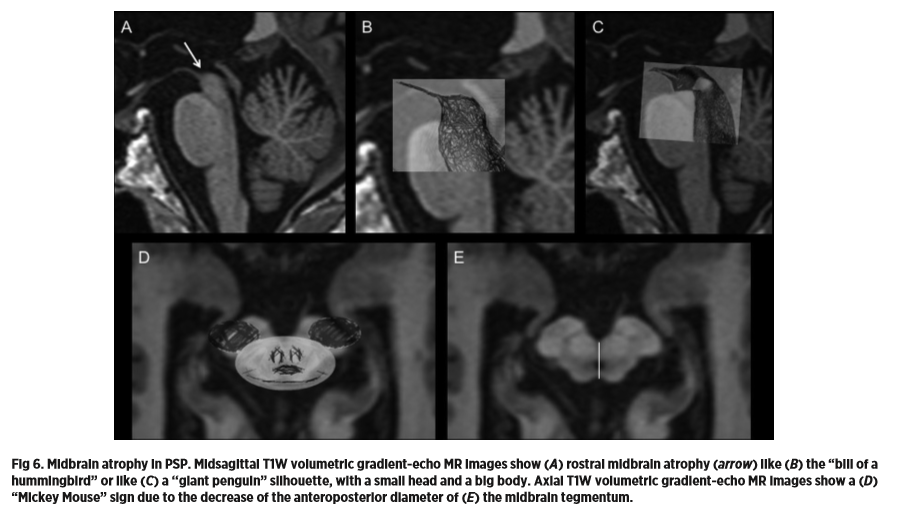 A
B
C
D
E
Fig 6. Midbrain atrophy in PSP. Midsagittal T1W volumetric gradient-echo MR images show (A) rostral midbrain atrophy (arrow) like (B) the “bill of a
hummingbird” or like (C) a “giant penguin” silhouette, with a small head and a big body. Axial T1W volumetric gradient-echo MR images show a (D)
“Mickey Mouse” sign due to the decrease of the anteroposterior diameter of (E) the midbrain tegmentum.